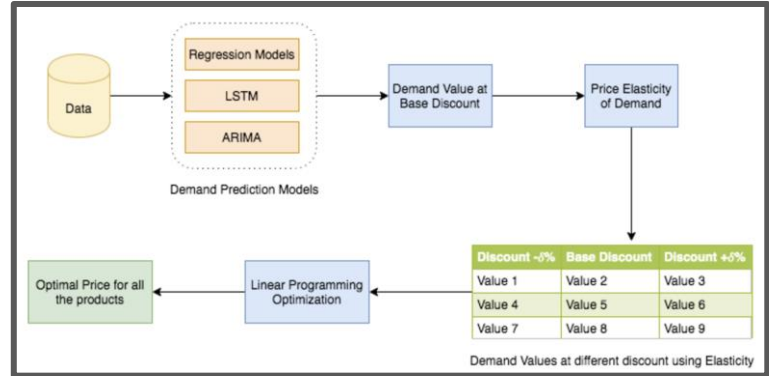 Data
Regression Models
LSTM
ARIMA
Demand Prediction Models
Demand Value at
Base Discount
Price Elasticity
of Demand
Discount -δ% Base Discount Discount +δ%
Value 1 Value 2 Value 3
Value 4 Value 5 Value 6
Value 7 Value 8 Value 9
Demand Values at different discount using Elasticity
Linear Programming
Optimization
Optimal Price for all
the products